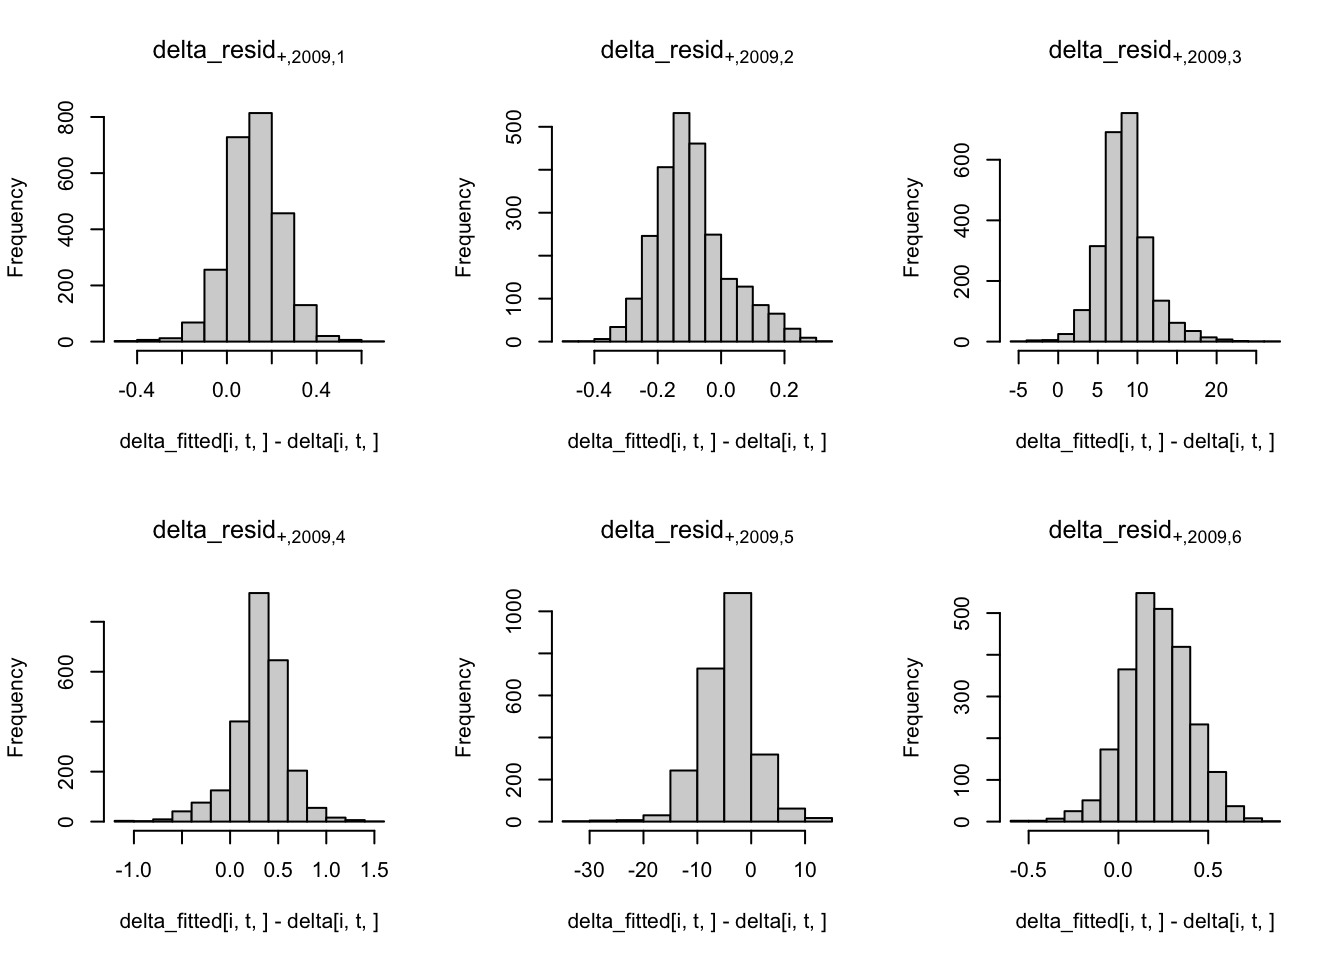 delta_resid+,2009,1
Frequency
0 200 400 600 800
-0.4 0.0 0.4
delta_fitted[i, t, ] - delta[i, t, ]
delta_resid+,2009,2
Frequency
0 100 300 500
-0.4 -0.2 0.0 0.2
delta_fitted[i, t, ] - delta[i, t, ]
delta_resid+,2009,3
Frequency
0 200 400 600
-5 0 5 10 20
delta_fitted[i, t, ] - delta[i, t, ]
delta_resid+,2009,4
Frequency
0 200 600
-1.0 0.0 0.5 1.0 1.5
delta_fitted[i, t, ] - delta[i, t, ]
delta_resid+,2009,5
Frequency
0 200 600 1000
-30 -20 -10 0 10
delta_fitted[i, t, ] - delta[i, t, ]
delta_resid+,2009,6
Frequency
0 100 300 500
-0.5 0.0 0.5
delta_fitted[i, t, ] - delta[i, t, ]